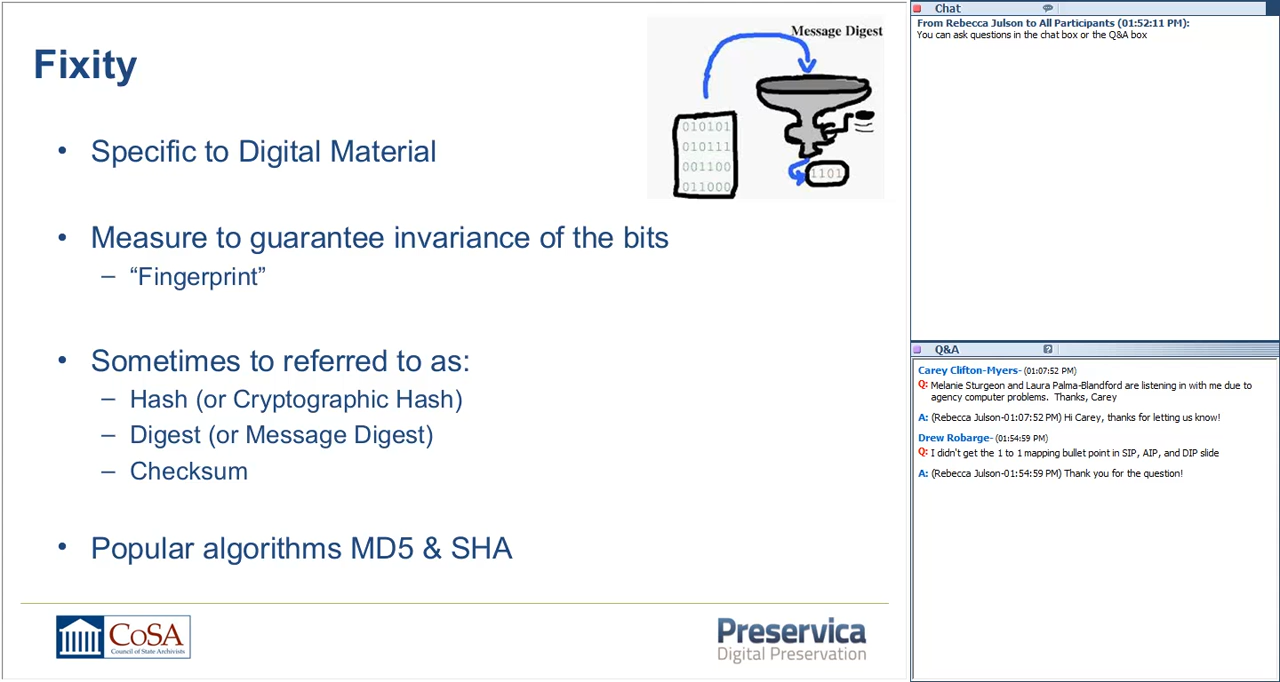 Fixity
Message Digest
010101
010111
001100
011000
1101
• Specific to Digital Material
• Measure to guarantee invariance of the bits
– “Fingerprint”
• Sometimes to referred to as:
– Hash (or Cryptographic Hash)
– Digest (or Message Digest)
– Checksum
• Popular algorithms MD5 & SHA
CoSA
Council of State Archivists
Preservica
Digital Preservation
Chat
From Rebecca Julson to All Participants (01:52:11 PM):
You can ask questions in the chat box or the Q&A box
Q&A
Carey Clifton-Myers- (01:07:52 PM)
Q: Melanie Sturgeon and Laura Palma-Blandford are listening in with me due to
agency computer problems. Thanks, Carey
A: (Rebecca Julson-01:07:52 PM) Hi Carey, thanks for letting us know!
Drew Robarge- (01:54:59 PM)
Q: I didn't get the 1 to 1 mapping bullet point in SIP, AIP, and DIP slide
A: (Rebecca Julson-01:54:59 PM) Thank you for the question!